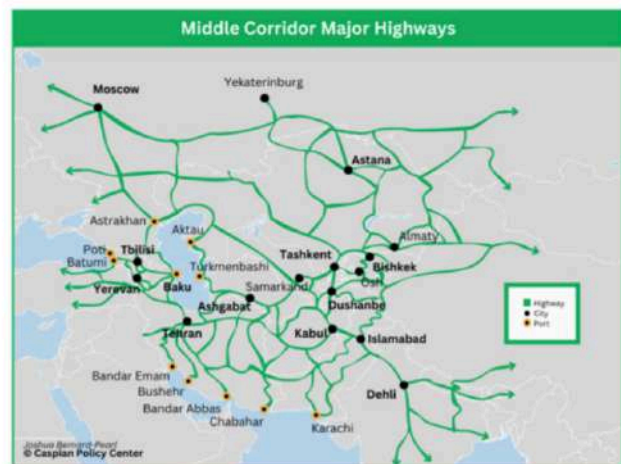 Middle Corridor Major Highways
Yekaterinburg
Moscow
Astana
Astrakhan
Aktau
Almaty
Poti
Tbilisi
Tashkent
Batumi
Turkmenbashi
Bishkek
Samarkand
Osh
Yerevan
Baku
Ashgabat
Dushanbe
Highway
City
Port
Tehran
Kabul
Islamabad
Bandar Emam
Dehli
Bushehr
Bandar Abbas
Chabahar
Karachi
Joshua Bernard-Pearl
© Caspian Policy Center